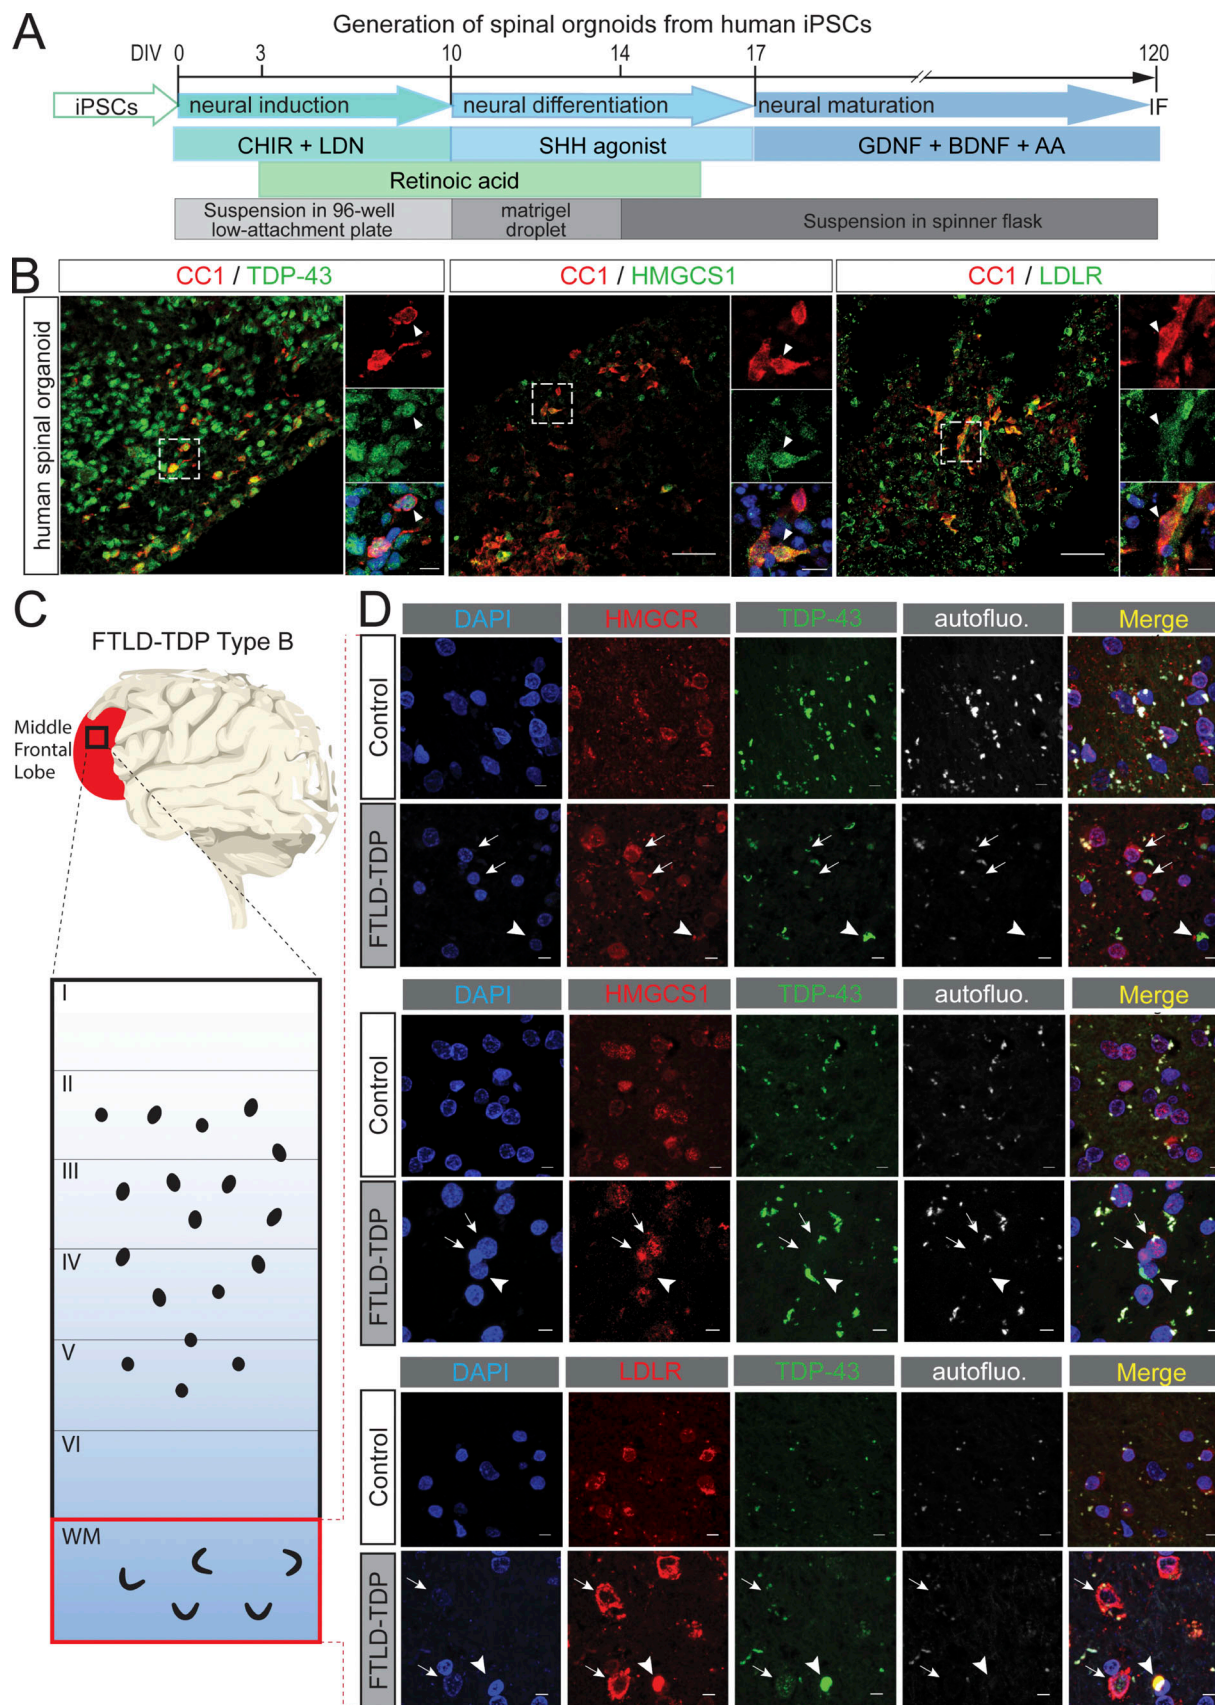 A
Generation of spinal orgnoids from human iPSCs
DIV 0 3 10 14 17 120
iPSCs neural induction neural differentiation neural maturation IF
CHIR + LDN SHH agonist GDNF + BDNF + AA
Retinoic acid
Suspension in 96-well
low-attachment plate
matrigel
droplet
Suspension in spinner flask
B
CC1 / TDP-43 CC1 / HMGCS1 CC1 / LDLR
human spinal organoid
C
FTLD-TDP Type B
Middle
Frontal
Lobe
I
II
III
IV
V
VI
WM
D
DAPI HMGCR TDP-43 autofluo. Merge
Control
FTLD-TDP
DAPI HMGCS1 TDP-43 autofluo. Merge
Control
FTLD-TDP
DAPI LDLR TDP-43 autofluo. Merge
Control
FTLD-TDP